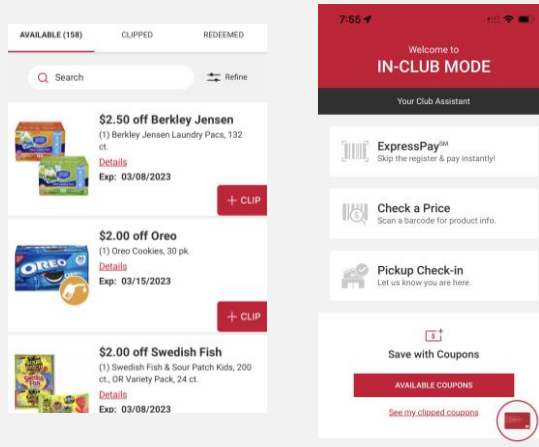 AVAILABLE (158) CLIPPED REDEEMED
Search Refine
$2.50 off Berkley Jensen
(1) Berkley Jensen Laundry Pacs, 132
ct.
Details
Exp: 03/08/2023
+ CLIP
OREO
$2.00 off Oreo
(1) Oreo Cookies, 30 pk.
Details
Exp: 03/15/2023
+ CLIP
$2.00 off Swedish Fish
(1) Swedish Fish & Sour Patch Kids, 200
ct., OR Variety Pack, 24 ct.
Details
Exp: 03/08/2023
7:55
Welcome to
IN-CLUB MODE
Your Club Assistant
ExpressPay℠
Skip the register & pay instantly!
Check a Price
Scan a barcode for product info.
Pickup Check-in
Let us know you are here.
Save with Coupons
AVAILABLE COUPONS
See my clipped coupons